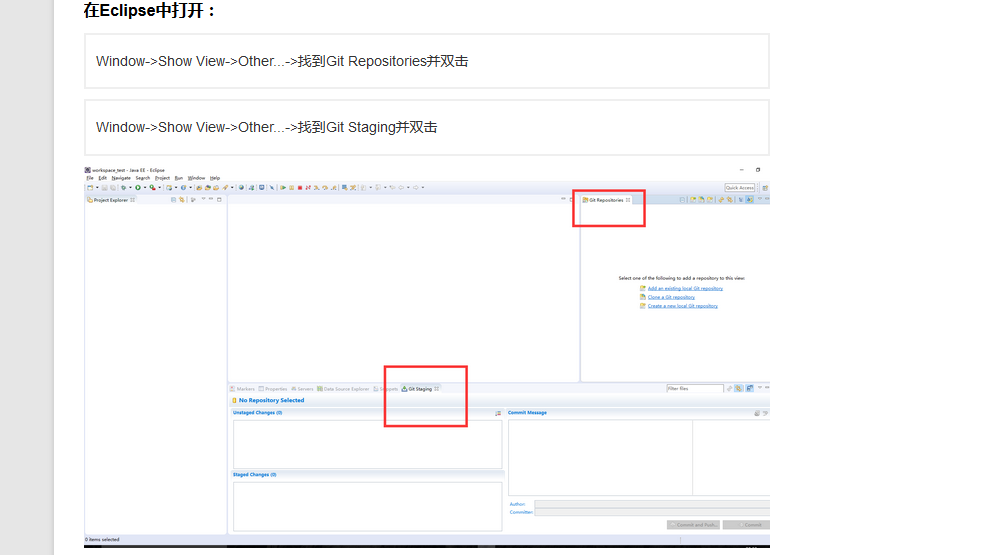 在Eclipse中打开：
Window->Show View->Other...->找到Git Repositories并双击
Window->Show View->Other...->找到Git Staging并双击
workspace_test - Java EE - Eclipse
File Edit Navigate Search Project Run Window Help
Quick Access
Project Explorer
Git Repositories
Select one of the following to add a repository to this view:
Add an existing local Git repository
Clone a Git repository
Create a new local Git repository
Markers Properties Servers Data Source Explorer Git Staging
Filter files
No Repository Selected
Unstaged Changes (0)
Commit Message
Staged Changes (0)
Author:
Committer:
Commit and Push... Commit
0 items selected